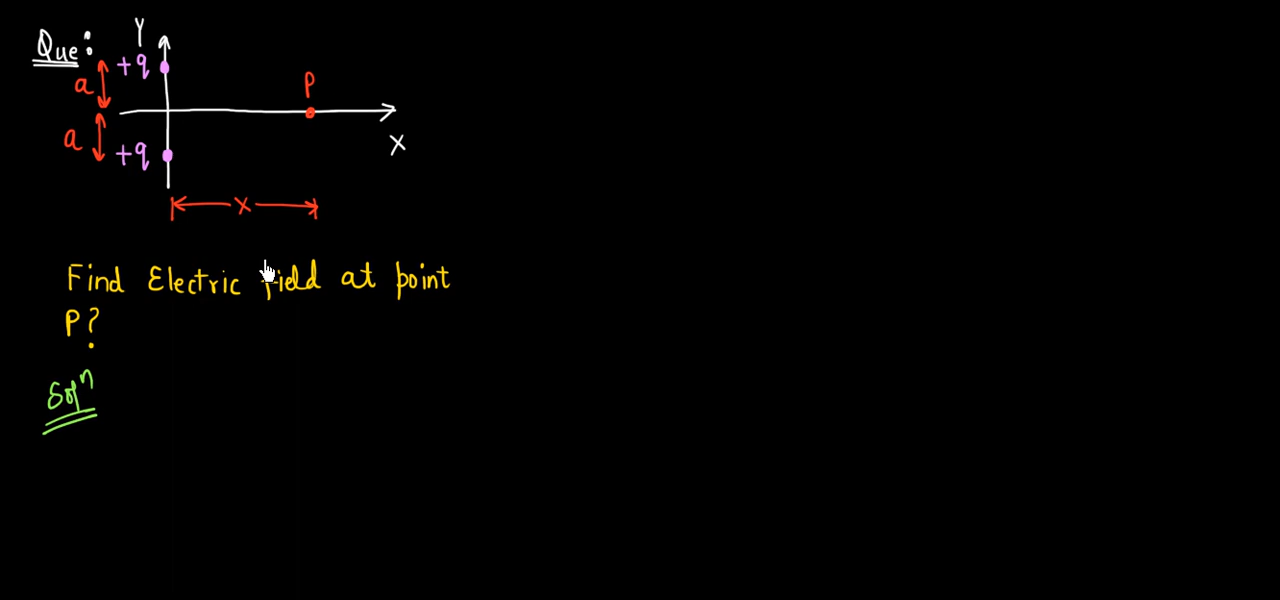 Que:
Y
+q
a
P
a
+q
X
x
Find Electric field at point
P?
Solⁿ